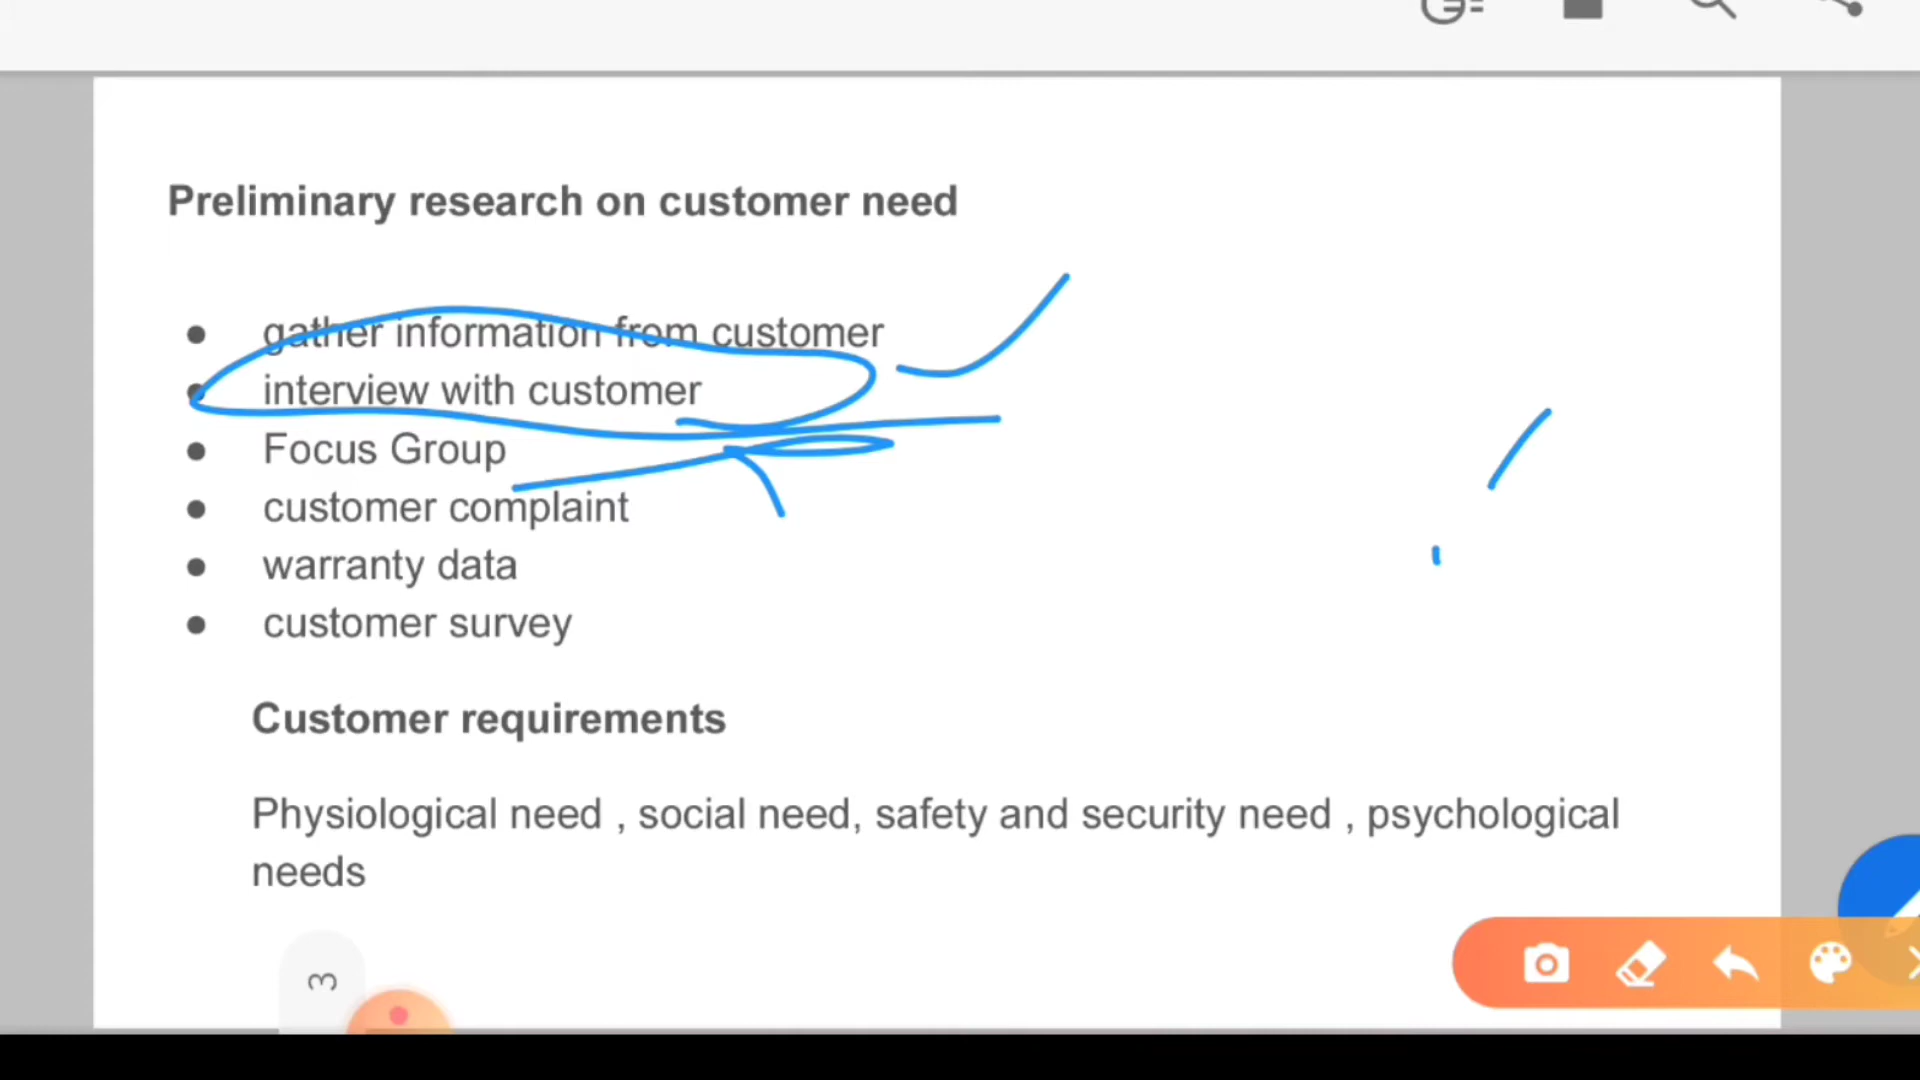 Preliminary research on customer need
● gather information from customer
● interview with customer
● Focus Group
● customer complaint
● warranty data
● customer survey
Customer requirements
Physiological need , social need, safety and security need , psychological
needs
3